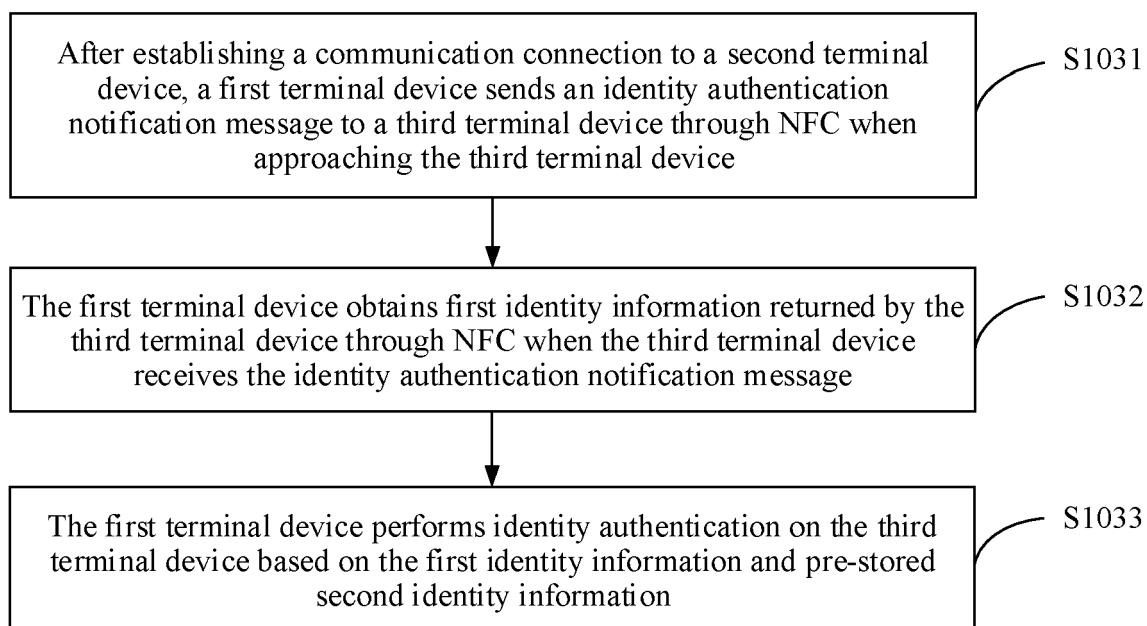 After establishing a communication connection to a second terminal
device, a first terminal device sends an identity authentication
notification message to a third terminal device through NFC when
approaching the third terminal device
S1031
The first terminal device obtains first identity information returned by the
third terminal device through NFC when the third terminal device
receives the identity authentication notification message
S1032
The first terminal device performs identity authentication on the third
terminal device based on the first identity information and pre-stored
second identity information
S1033